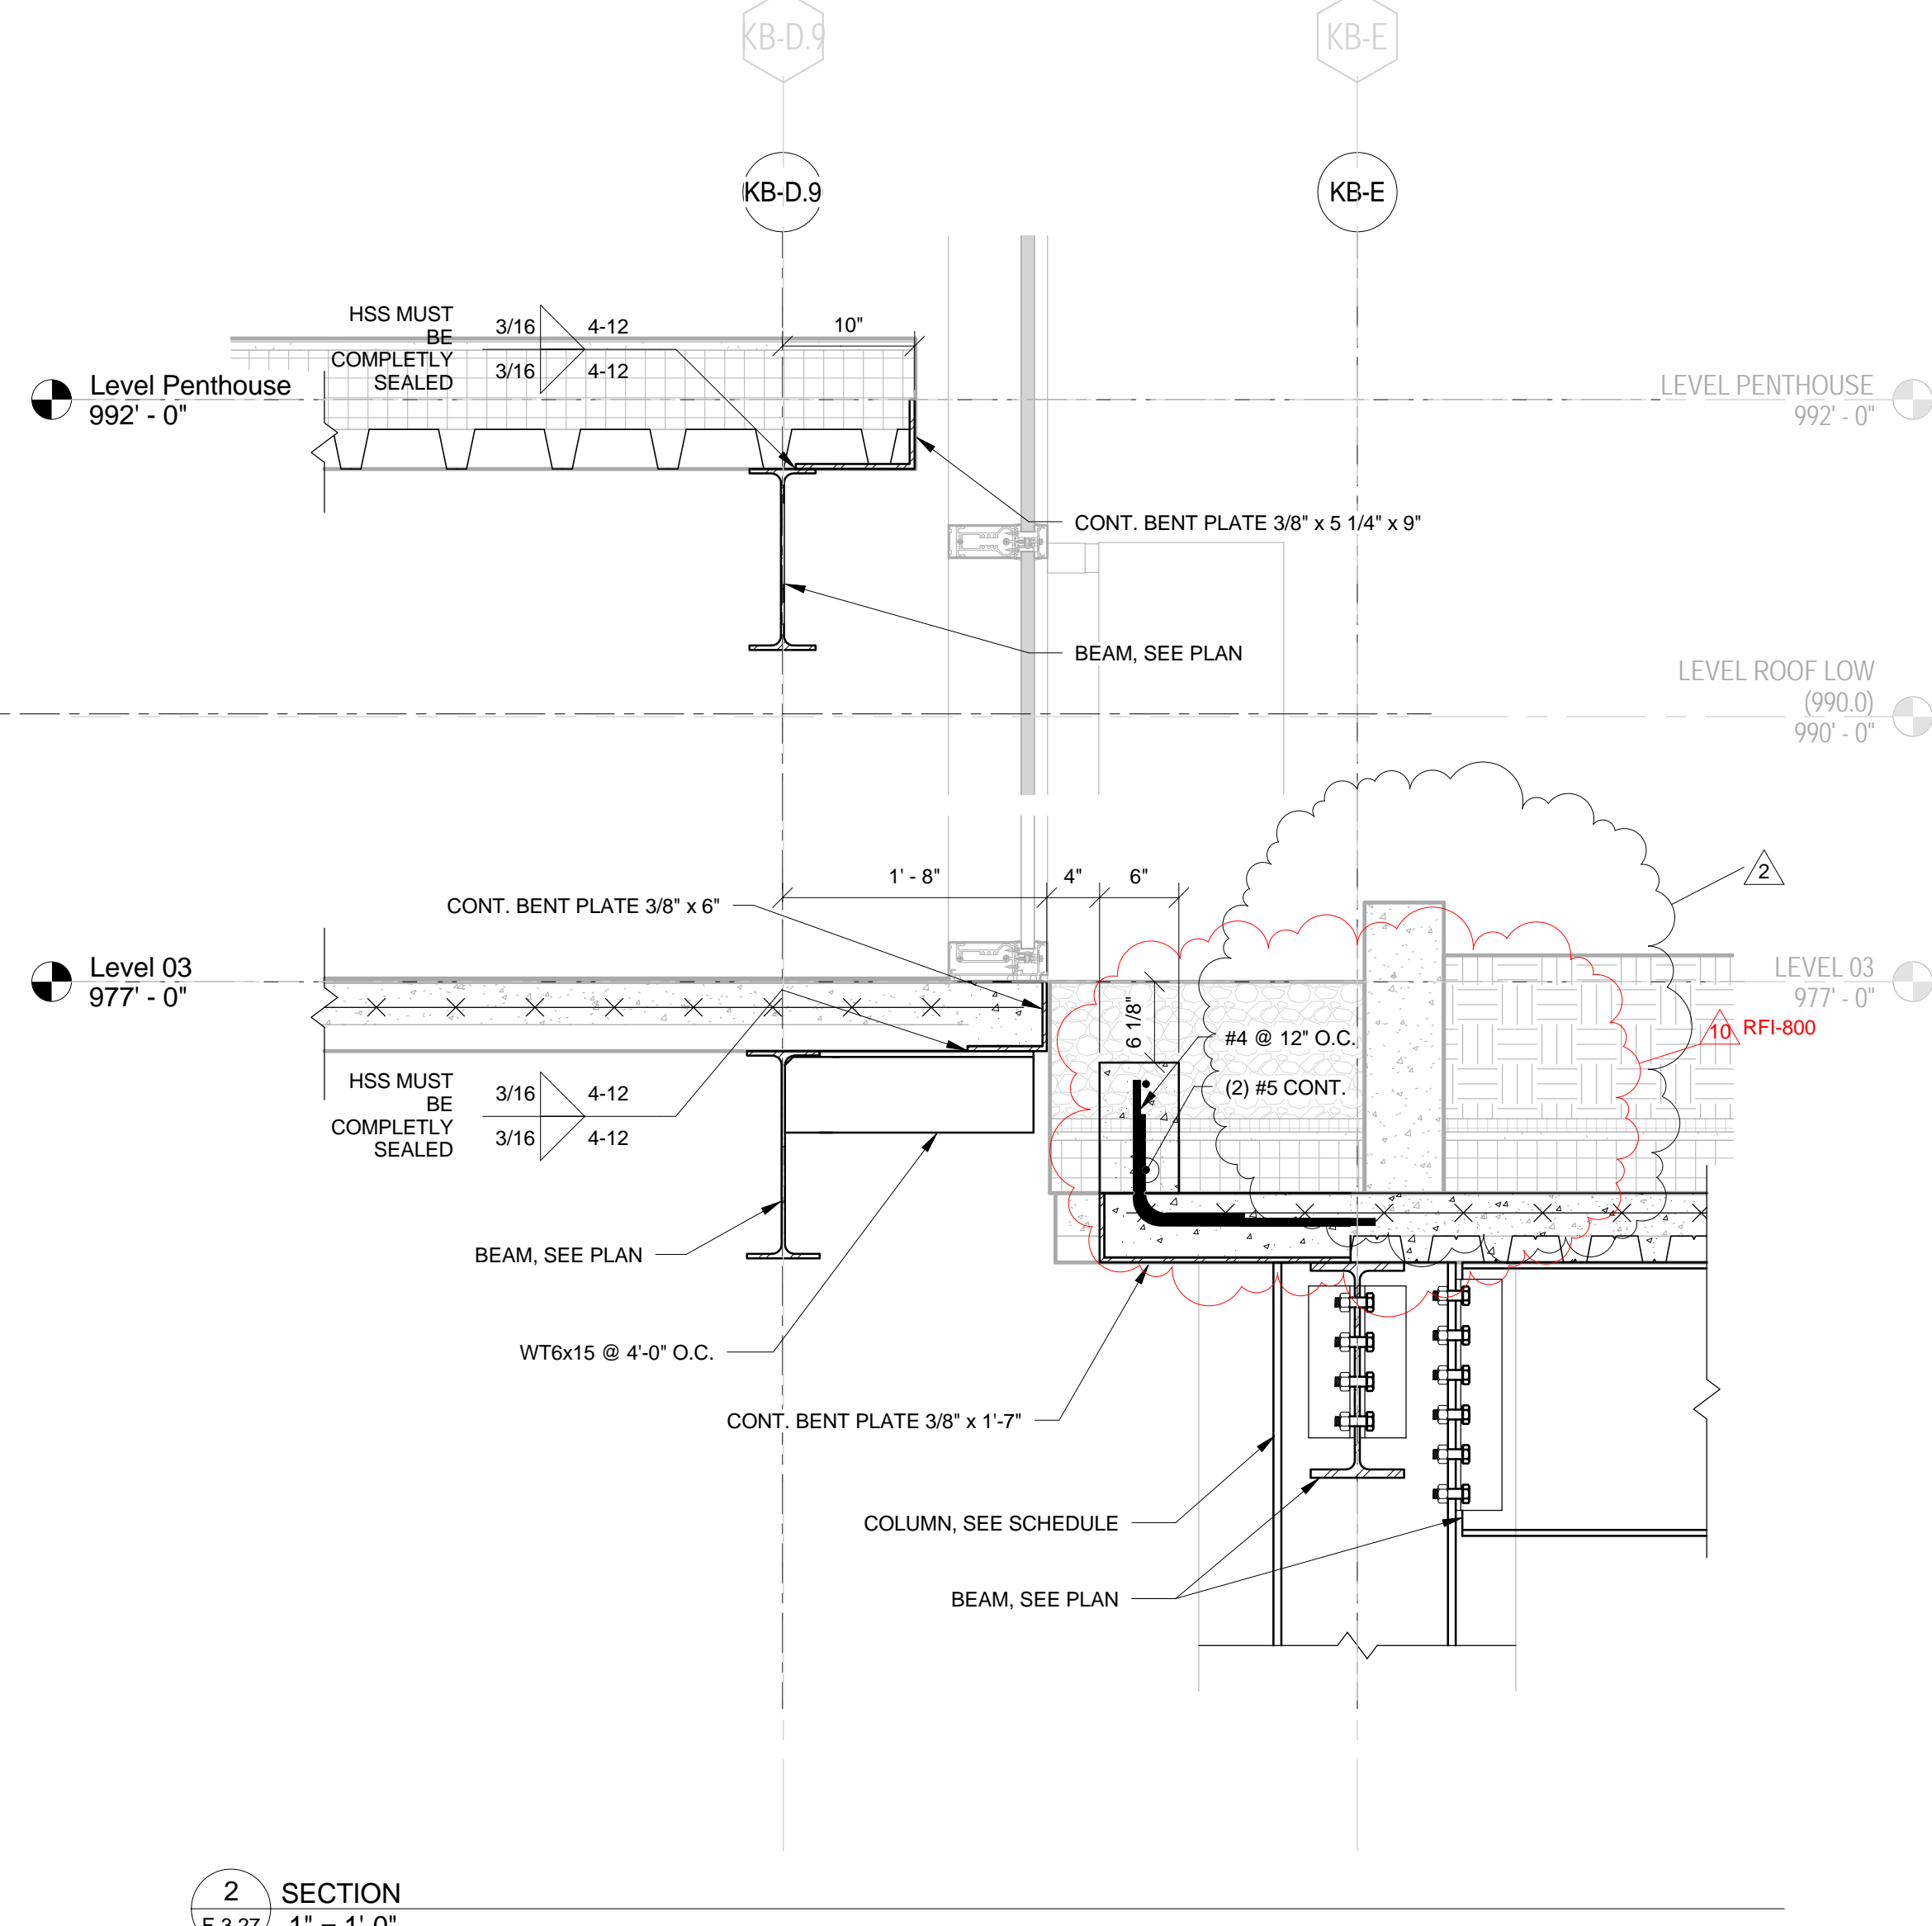 KB-D.9
KB-E
KB-D.9
KB-E
HSS MUST
BE
COMPLETLY
SEALED
3/16
4-12
3/16
4-12
10"
Level Penthouse
992' - 0"
LEVEL PENTHOUSE
992' - 0"
CONT. BENT PLATE 3/8" x 5 1/4" x 9"
BEAM, SEE PLAN
LEVEL ROOF LOW
(990.0)
990' - 0"
1' - 8"
4"
6"
2
CONT. BENT PLATE 3/8" x 6"
Level 03
977' - 0"
LEVEL 03
977' - 0"
6 1/8"
#4 @ 12" O.C.
10 RFI-800
(2) #5 CONT.
HSS MUST
BE
COMPLETLY
SEALED
3/16
4-12
3/16
4-12
BEAM, SEE PLAN
WT6x15 @ 4'-0" O.C.
CONT. BENT PLATE 3/8" x 1'-7"
COLUMN, SEE SCHEDULE
BEAM, SEE PLAN
2
SECTION
1" = 1'-0"